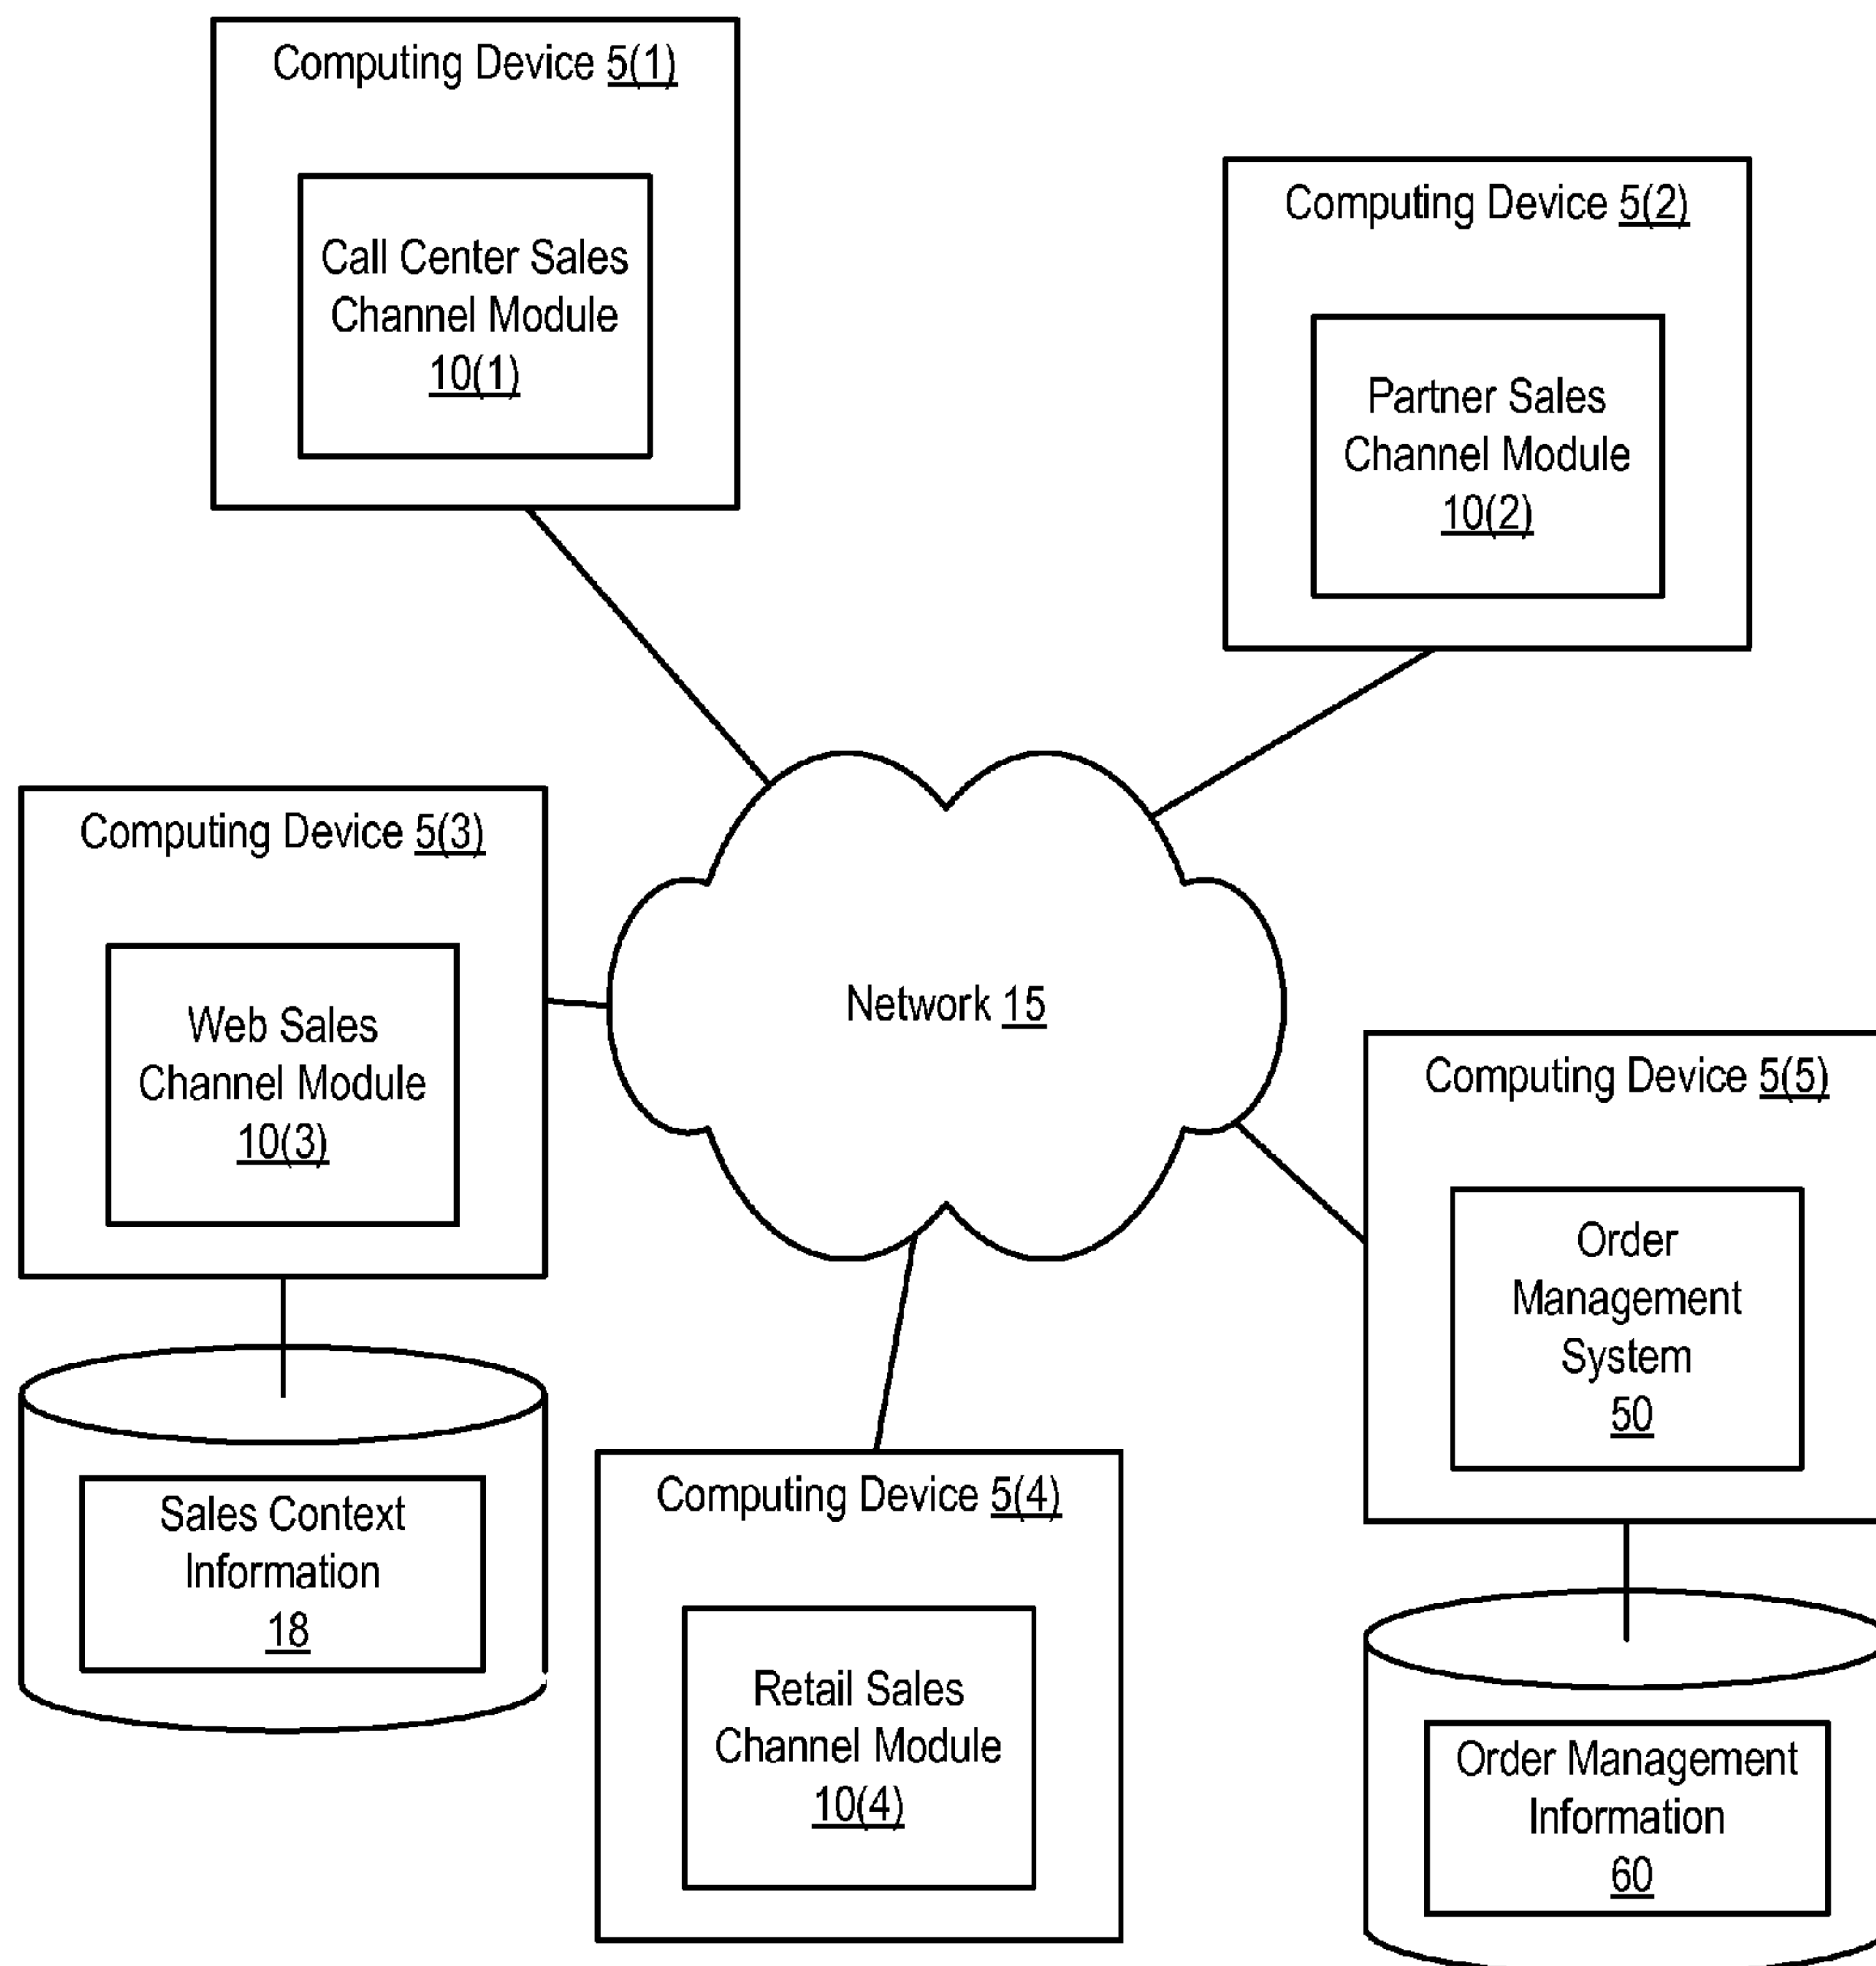 Computing Device 5(1)
Call Center Sales
Channel Module
10(1)
Computing Device 5(2)
Partner Sales
Channel Module
10(2)
Computing Device 5(3)
Web Sales
Channel Module
10(3)
Network 15
Computing Device 5(5)
Order
Management
System
50
Sales Context
Information
18
Computing Device 5(4)
Retail Sales
Channel Module
10(4)
Order Management
Information
60